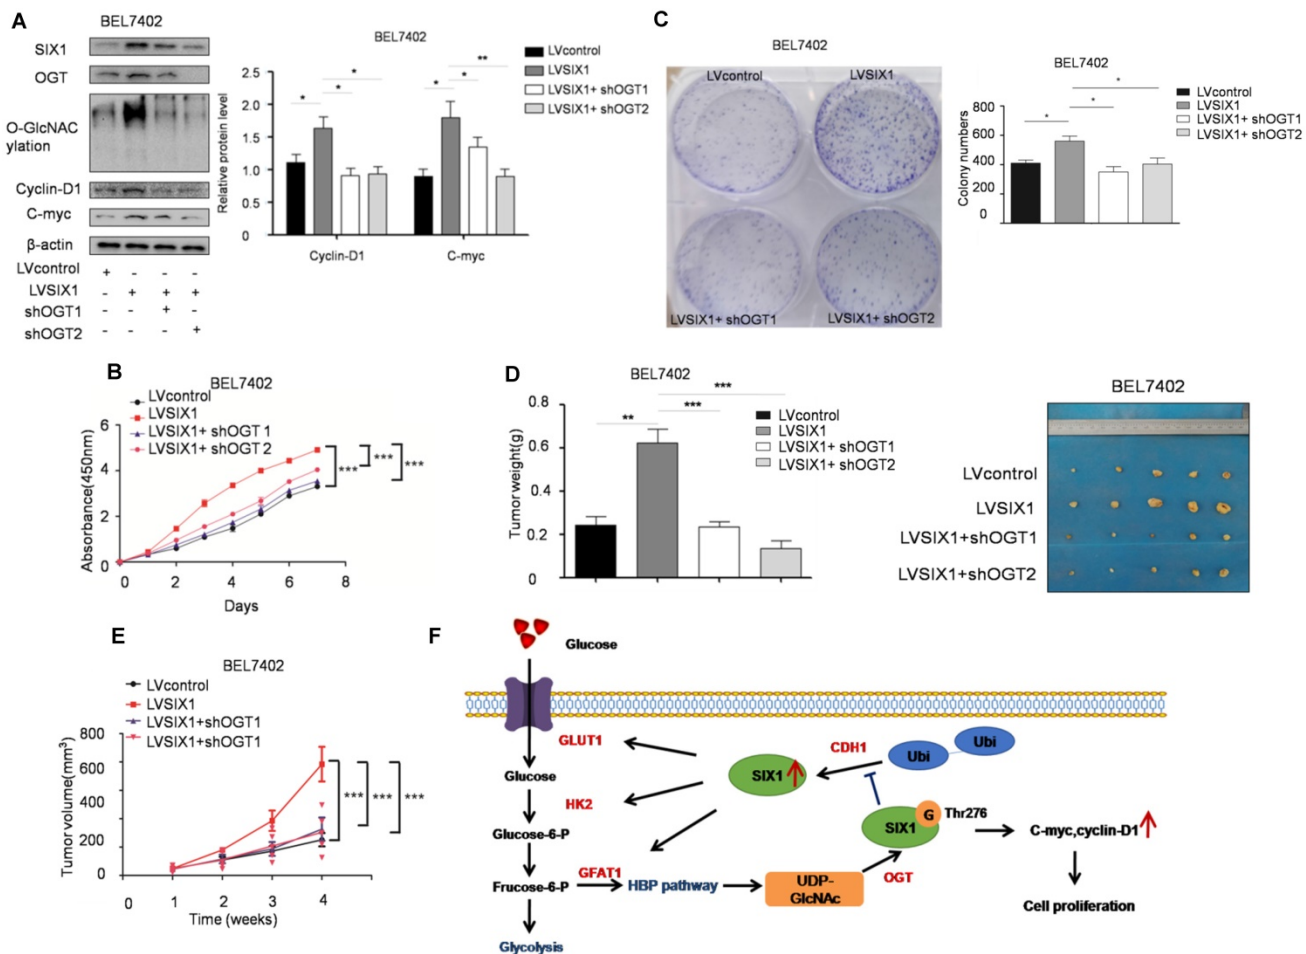 A
BEL7402
SIX1
OGT
O-GlcNAC
ylation
Cyclin-D1
C-myc
β-actin
LVcontrol + - - -
LVSIX1 - + + +
shOGT1 - - + -
shOGT2 - - - +
BEL7402
LVcontrol
LVSIX1
LVSIX1+ shOGT1
LVSIX1+ shOGT2
Relative protein level
2.5
2.0
1.5
1.0
0.5
0
* * * * * **
Cyclin-D1 C-myc
C
BEL7402
LVcontrol LVSIX1
LVSIX1+ shOGT1 LVSIX1+ shOGT2
BEL7402
LVcontrol
LVSIX1
LVSIX1+ shOGT1
LVSIX1+ shOGT2
Colony numbers
800
600
400
200
0
* * *
B
BEL7402
LVcontrol
LVSIX1
LVSIX1+ shOGT 1
LVSIX1+ shOGT 2
Absorbance(450nm)
6
4
2
0
0 2 4 6 8
Days
*** *** ***
D
BEL7402
LVcontrol
LVSIX1
LVSIX1+ shOGT1
LVSIX1+ shOGT2
Tumor weight(g)
0.8
0.6
0.4
0.2
0
** *** ***
BEL7402
LVcontrol
LVSIX1
LVSIX1+shOGT1
LVSIX1+shOGT2
E
BEL7402
LVcontrol
LVSIX1
LVSIX1+shOGT1
LVSIX1+shOGT1
Tumor volume(mm³)
800
600
400
200
0
0 1 2 3 4
Time (weeks)
*** *** ***
F
Glucose
GLUT1
Glucose
HK2
Glucose-6-P
GFAT1
Frucose-6-P
HBP pathway
Glycolysis
UDP-
GlcNAc
OGT
SIX1
CDH1
Ubi
Ubi
SIX1
G
Thr276
C-myc,cyclin-D1
Cell proliferation